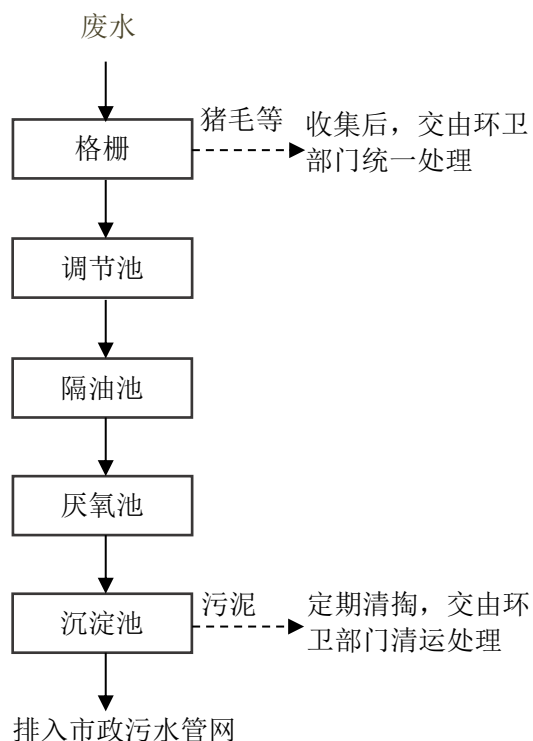 废水
格栅
猪毛等
收集后，交由环卫
部门统一处理
调节池
隔油池
厌氧池
沉淀池
污泥
定期清掏，交由环
卫部门清运处理
排入市政污水管网